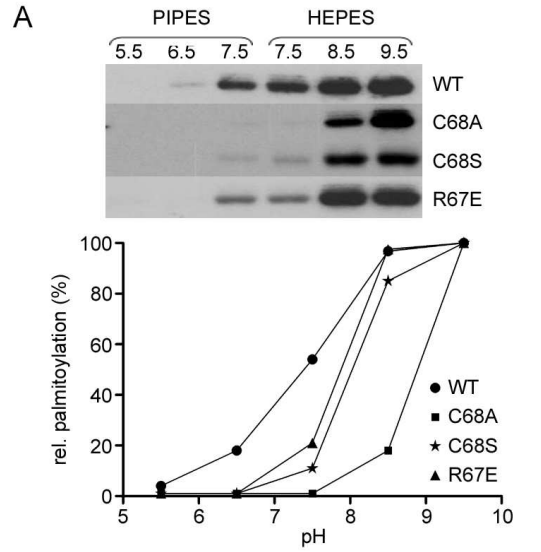 A
PIPES HEPES
5.5 6.5 7.5 7.5 8.5 9.5
WT
C68A
C68S
R67E
100
80
60
40
20
0
rel. palmitoylation (%)
WT
C68A
C68S
R67E
5 6 7 8 9 10
pH